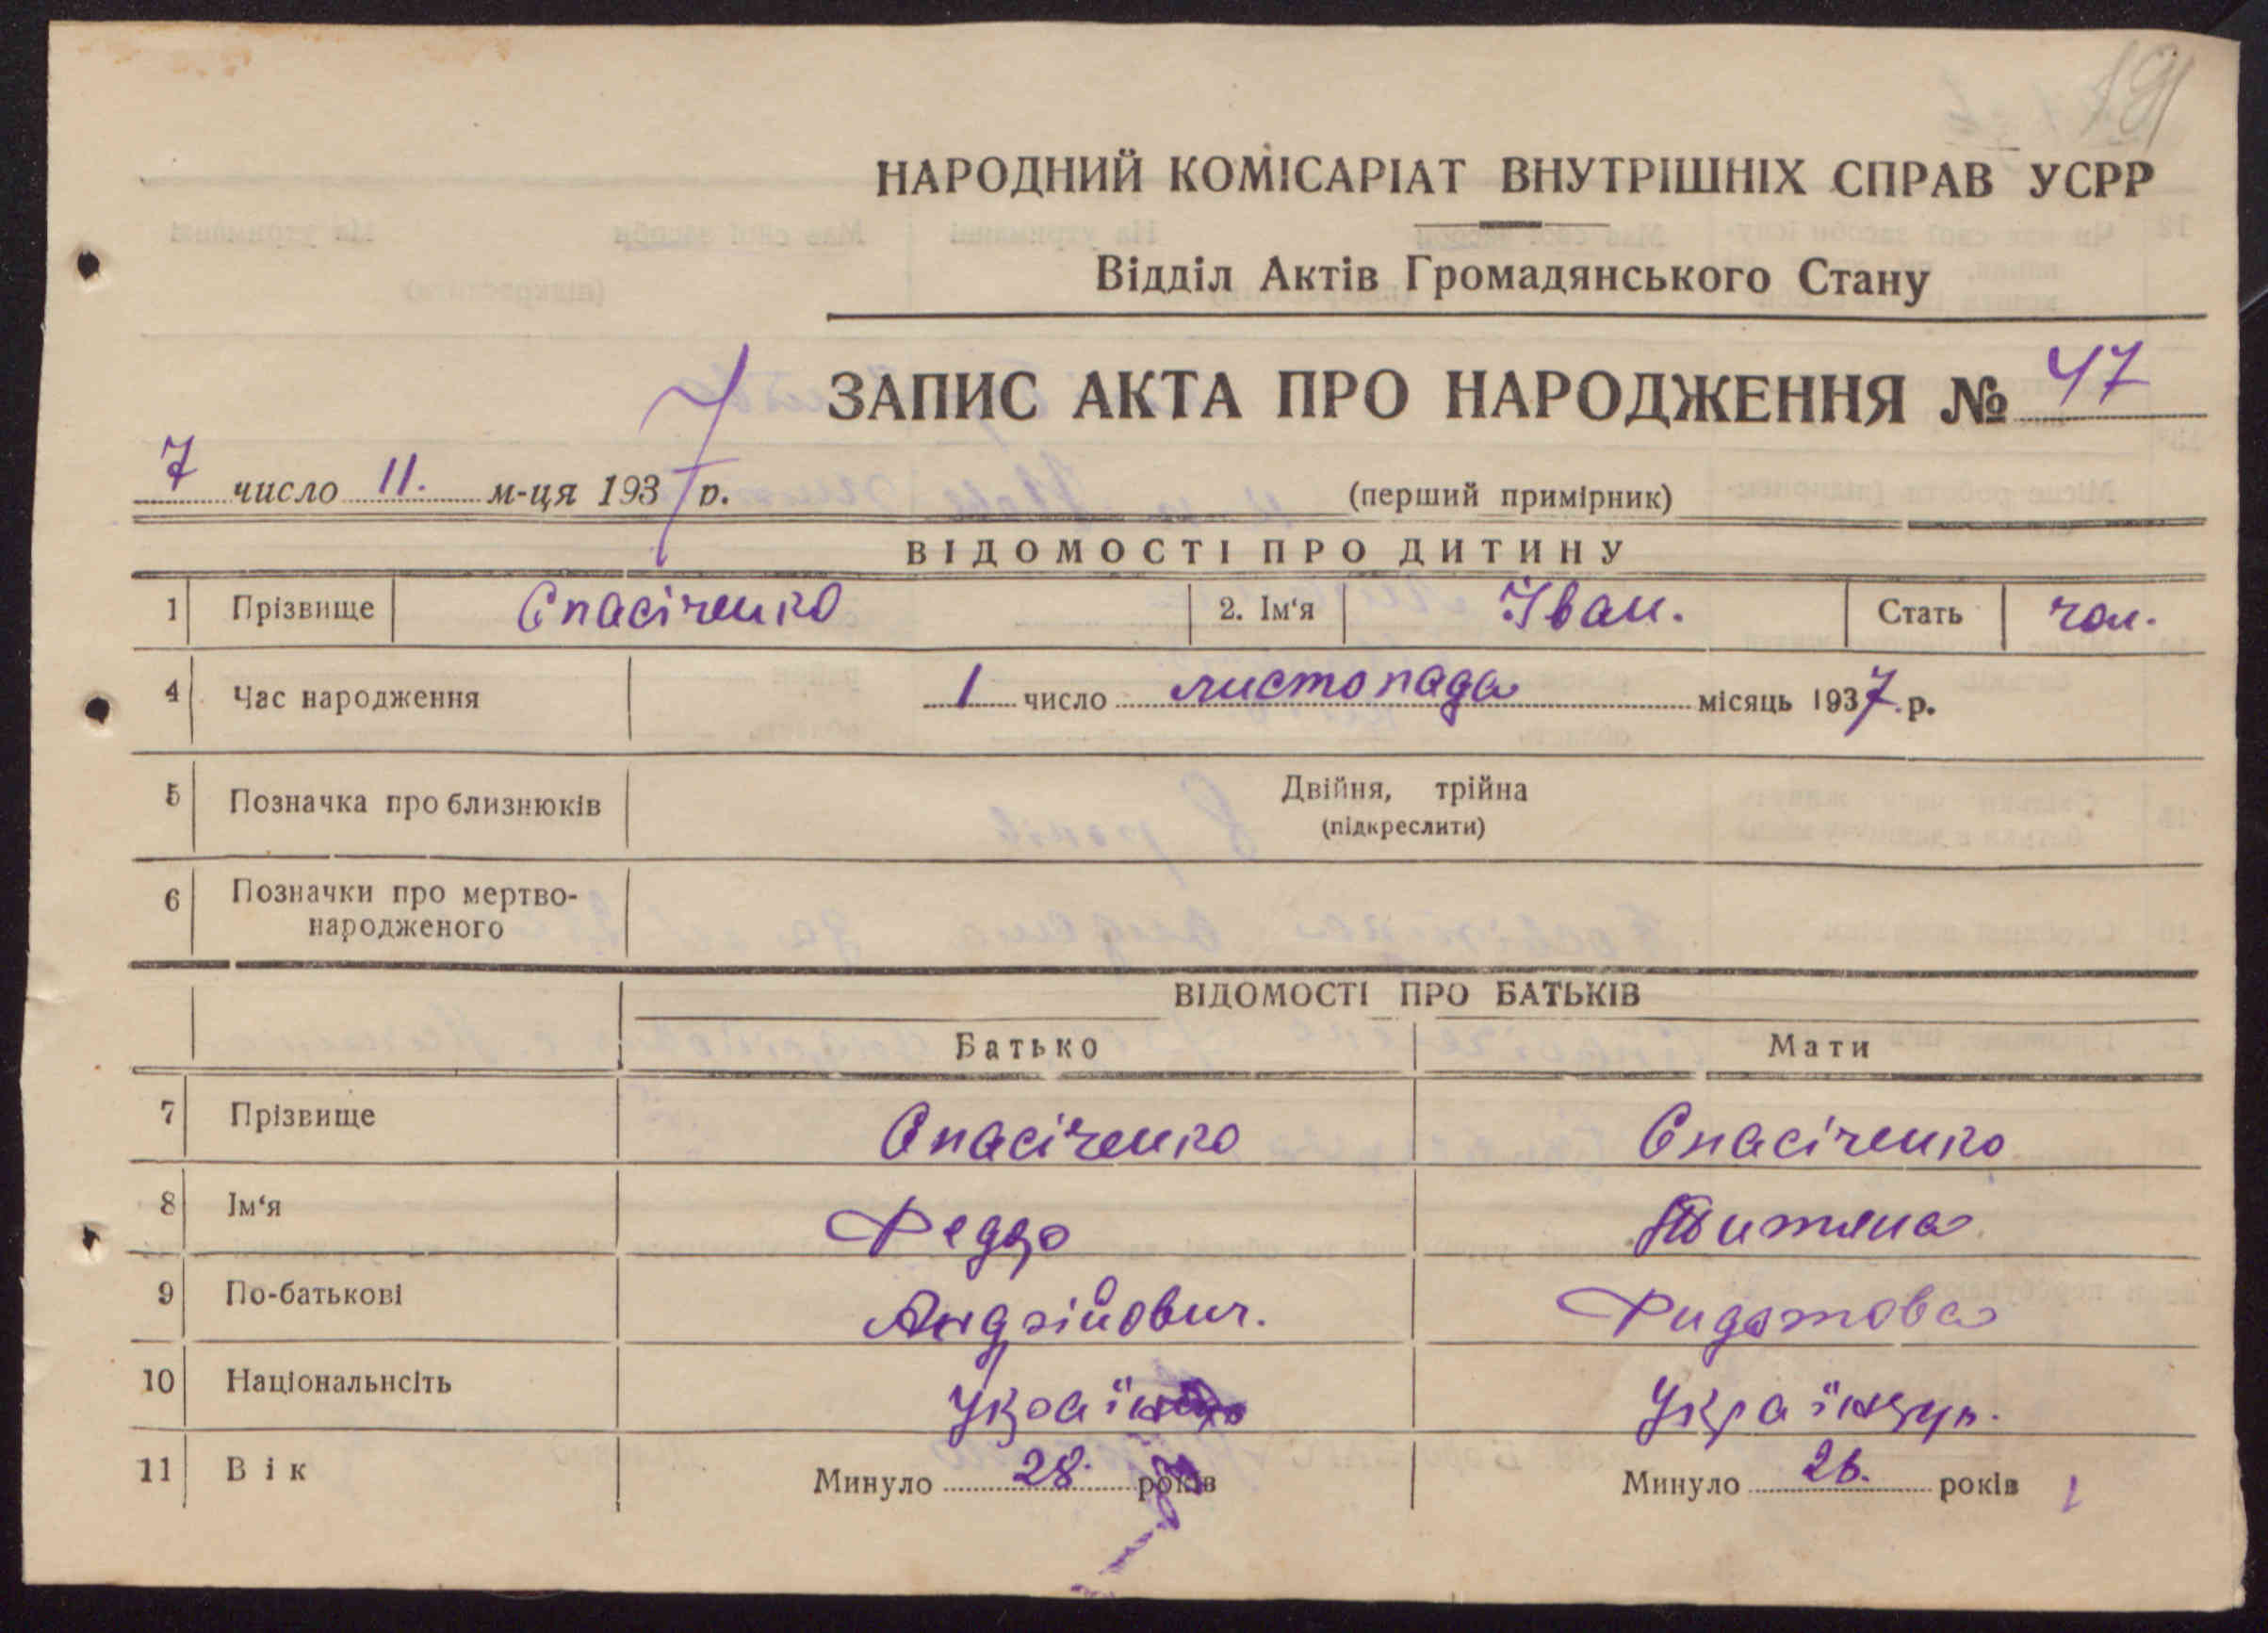 191
НАРОДНИЙ КОМІСАРІАТ ВНУТРІШНІХ СПРАВ УСРР
Відділ Актів Громадянського Стану
ЗАПИС АКТА ПРО НАРОДЖЕННЯ № 47
7 число 11. м-ця 1937 р. (перший примірник)
ВІДОМОСТІ ПРО ДИТИНУ
1 Прізвище Спасіченко 2. Ім‘я Іван. Стать чол.
4 Час народження 1 число листопада місяць 1937 р.
5 Позначка про близнюків Двійня, трійна
(підкреслити)
6 Позначки про мертво-
народженого
ВІДОМОСТІ ПРО БАТЬКІВ
Батько Мати
7 Прізвище Спасіченко Спасіченко
8 Ім‘я Федір
9 По-батькові Андрійович.
10 Національнсіть
11 Вік Минуло 28. років Минуло 26. років